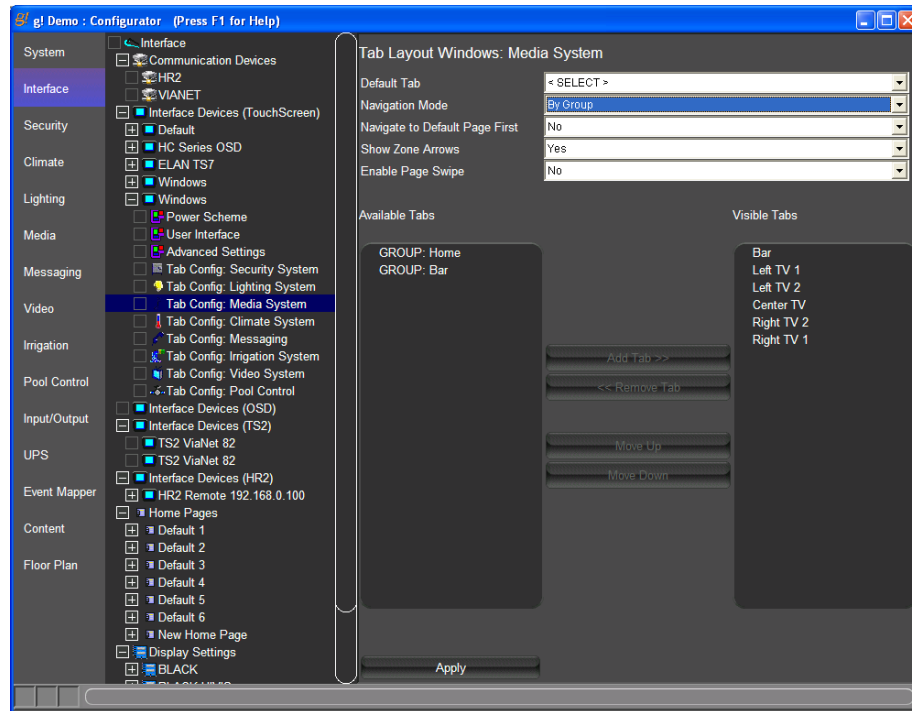 g! g! Demo : Configurator (Press F1 for Help)
System
Interface
Security
Climate
Lighting
Media
Messaging
Video
Irrigation
Pool Control
Input/Output
UPS
Event Mapper
Content
Floor Plan
Interface
Communication Devices
HR2
VIANET
Interface Devices (TouchScreen)
Default
HC Series OSD
ELAN TS7
Windows
Windows
Power Scheme
User Interface
Advanced Settings
Tab Config: Security System
Tab Config: Lighting System
Tab Config: Media System
Tab Config: Climate System
Tab Config: Messaging
Tab Config: Irrigation System
Tab Config: Video System
Tab Config: Pool Control
Interface Devices (OSD)
Interface Devices (TS2)
TS2 ViaNet 82
TS2 ViaNet 82
Interface Devices (HR2)
HR2 Remote 192.168.0.100
Home Pages
Default 1
Default 2
Default 3
Default 4
Default 5
Default 6
New Home Page
Display Settings
BLACK
Tab Layout Windows: Media System
Default Tab < SELECT >
Navigation Mode By Group
Navigate to Default Page First No
Show Zone Arrows Yes
Enable Page Swipe No
Available Tabs
GROUP: Home
GROUP: Bar
Add Tab >>
<< Remove Tab
Move Up
Move Down
Visible Tabs
Bar
Left TV 1
Left TV 2
Center TV
Right TV 2
Right TV 1
Apply